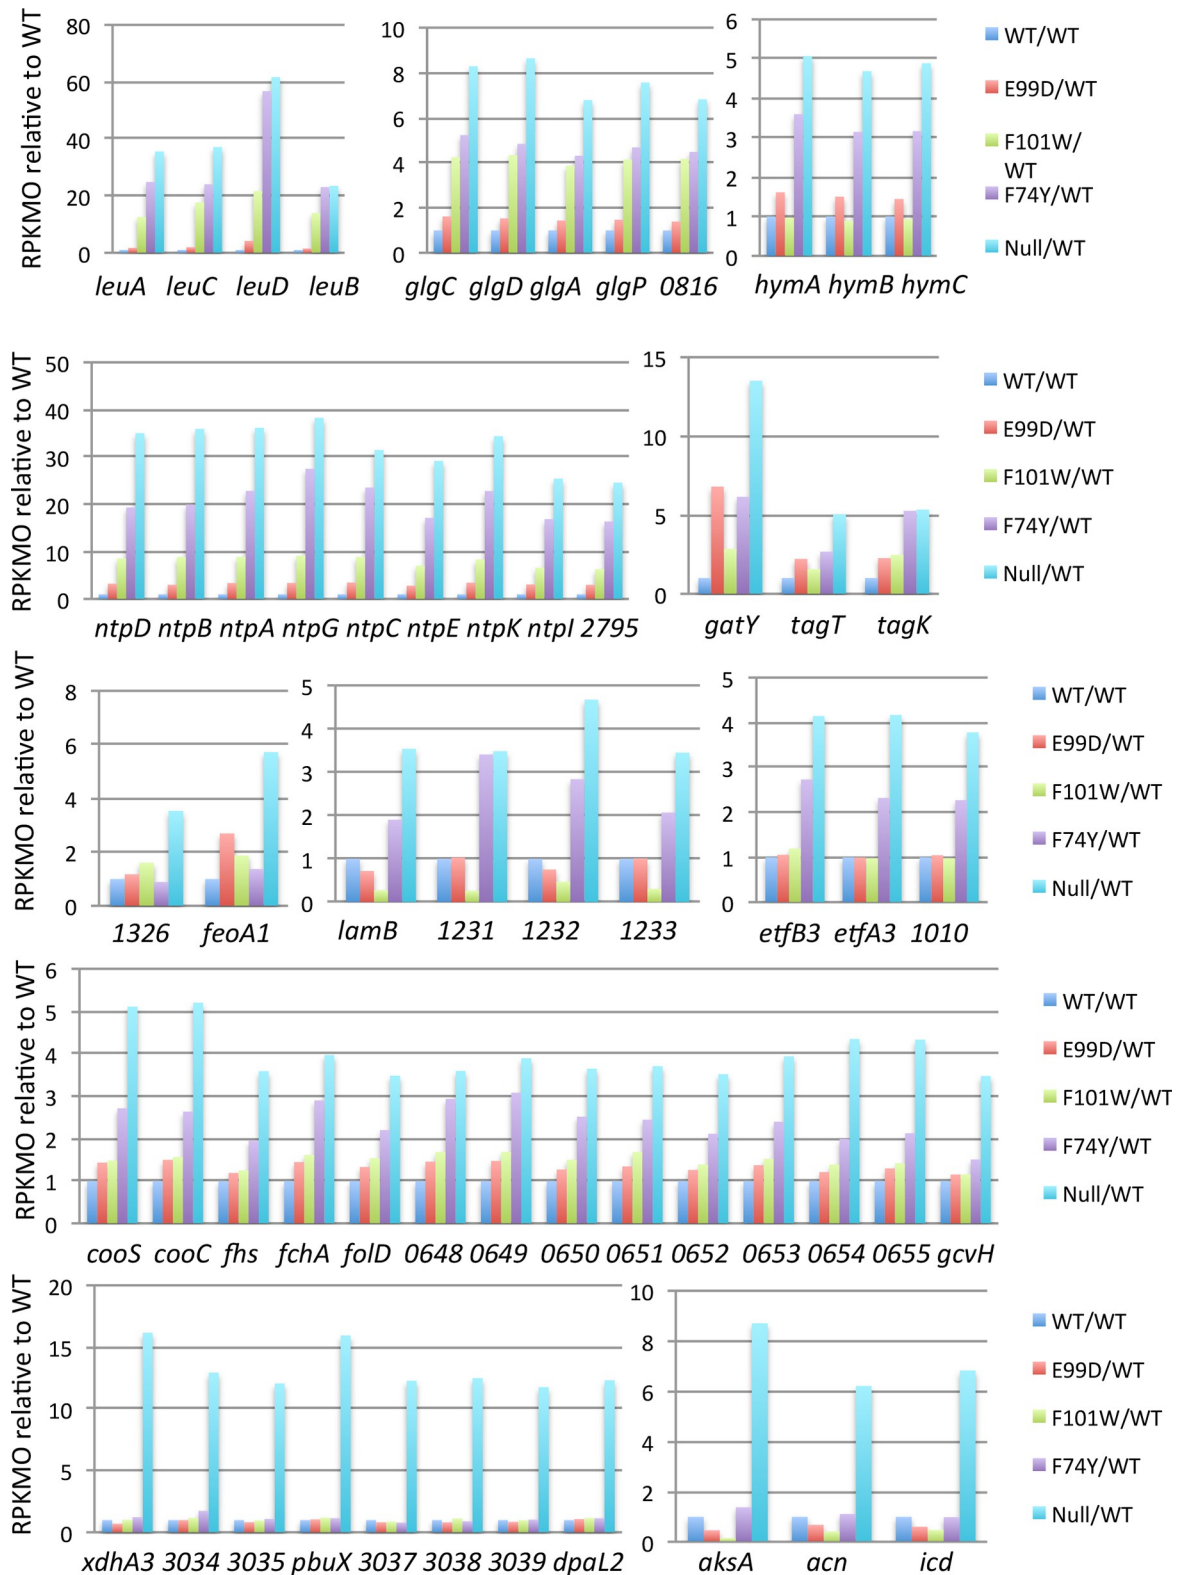 RPKMO relative to WT
80
60
40
20
0
leuA leuC leuD leuB
10
8
6
4
2
0
glgC glgD glgA glgP 0816
6
5
4
3
2
1
0
hymA hymB hymC
WT/WT
E99D/WT
F101W/
WT
F74Y/WT
Null/WT
RPKMO relative to WT
50
40
30
20
10
0
ntpD ntpB ntpA ntpG ntpC ntpE ntpK ntpI 2795
15
10
5
0
gatY tagT tagK
WT/WT
E99D/WT
F101W/WT
F74Y/WT
Null/WT
RPKMO relative to WT
8
6
4
2
0
1326 feoA1
5
4
3
2
1
0
lamB 1231 1232 1233
5
4
3
2
1
0
etfB3 etfA3 1010
WT/WT
E99D/WT
F101W/WT
F74Y/WT
Null/WT
RPKMO relative to WT
6
5
4
3
2
1
0
cooS cooC fhs fchA folD 0648 0649 0650 0651 0652 0653 0654 0655 gcvH
WT/WT
E99D/WT
F101W/WT
F74Y/WT
Null/WT
RPKMO relative to WT
20
15
10
5
0
xdhA3 3034 3035 pbuX 3037 3038 3039 dpaL2
10
8
6
4
2
0
aksA acn icd
WT/WT
E99D/WT
F101W/WT
F74Y/WT
Null/WT